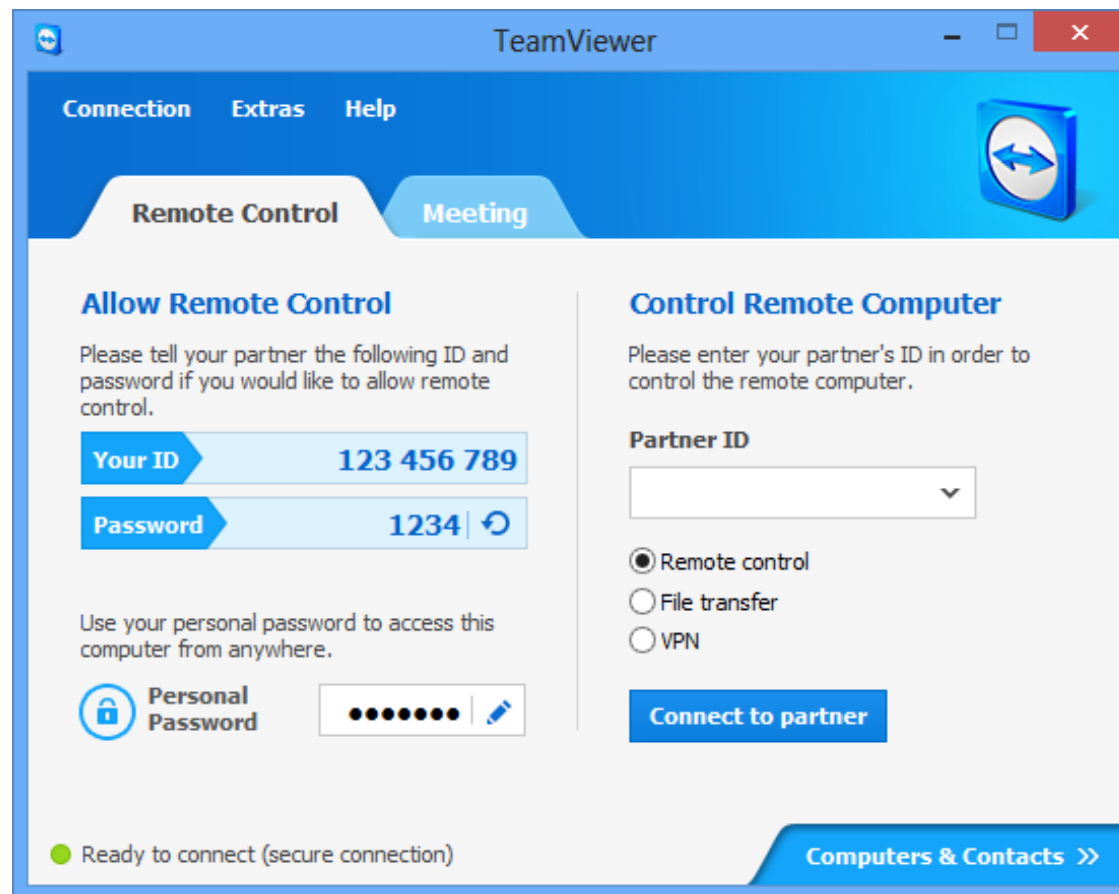 TeamViewer
Connection Extras Help
Remote Control Meeting
Allow Remote Control
Please tell your partner the following ID and
password if you would like to allow remote
control.
Your ID 123 456 789
Password 1234
Use your personal password to access this
computer from anywhere.
Personal
Password
Control Remote Computer
Please enter your partner's ID in order to
control the remote computer.
Partner ID
Remote control
File transfer
VPN
Connect to partner
Ready to connect (secure connection)
Computers & Contacts >>